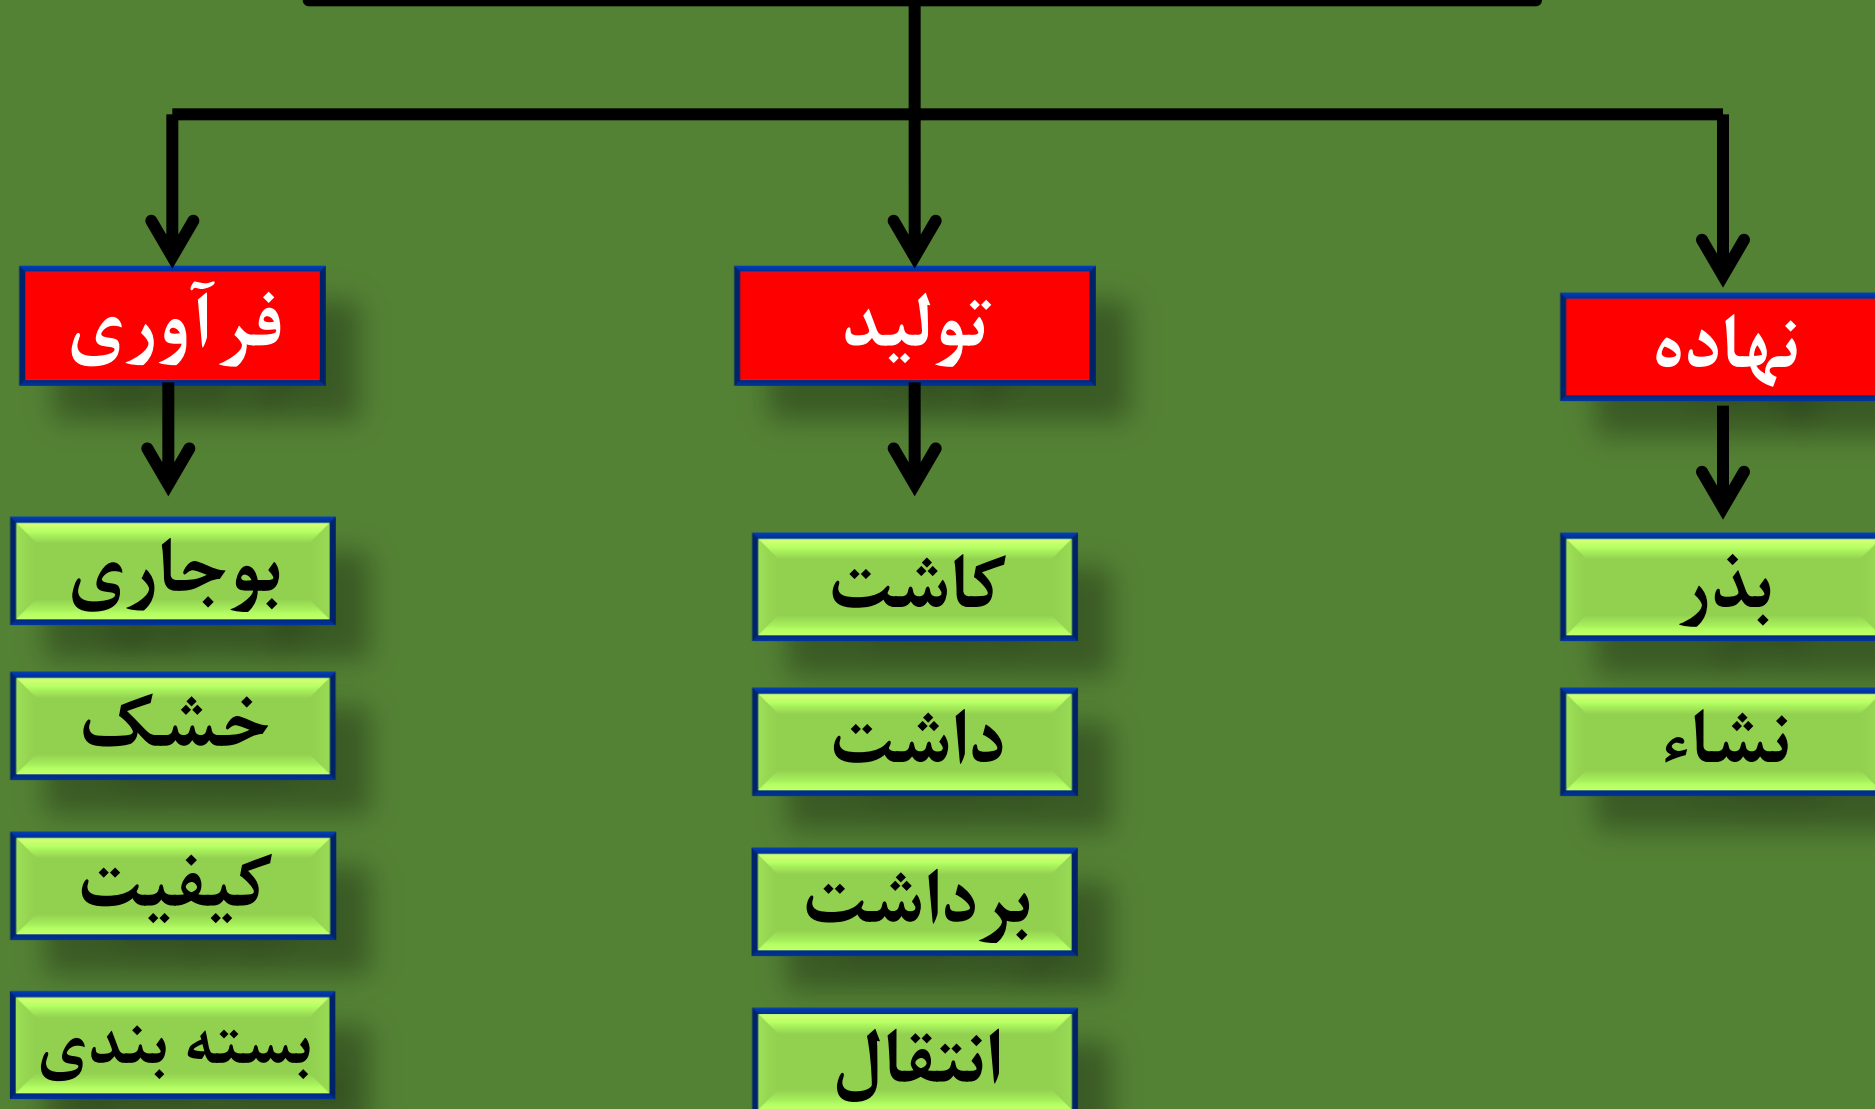 نهاده
تولید
فرآوری
بذر
کاشت
بوجاری
نشاء
داشت
خشک
برداشت
کیفیت
انتقال
بسته بندی